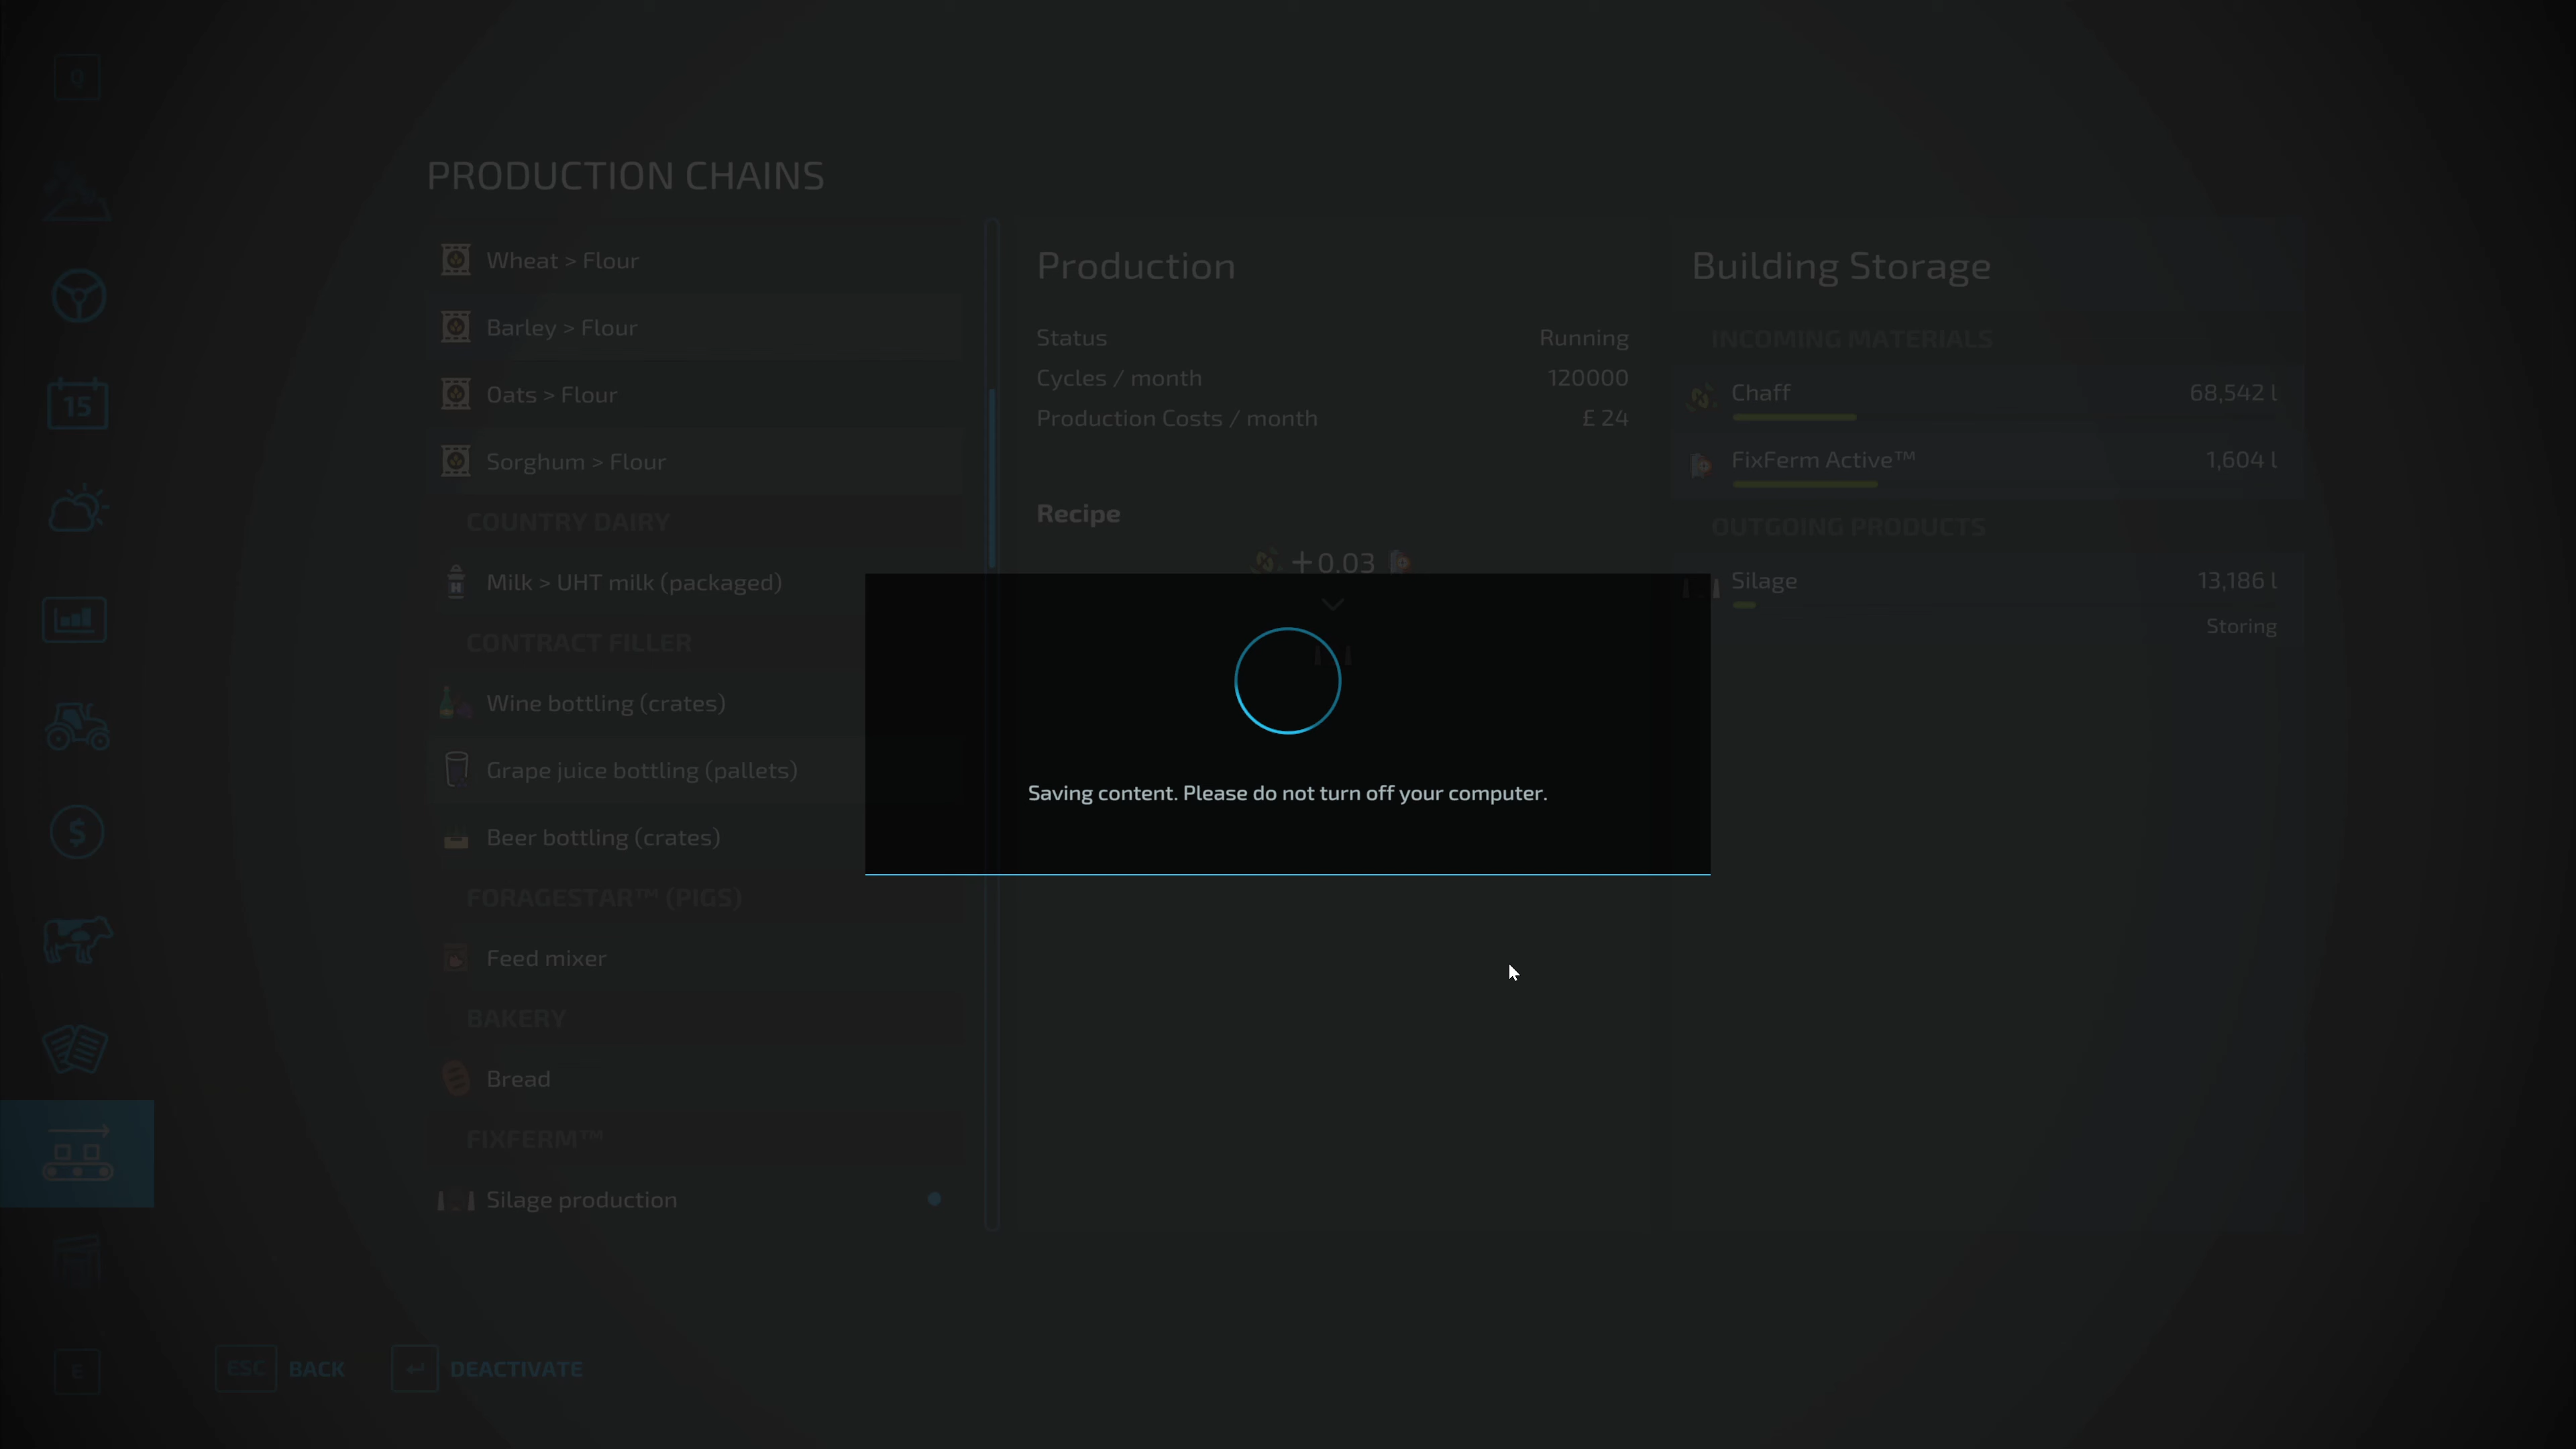 Q
PRODUCTION CHAINS
Wheat > Flour
Barley > Flour
Oats > Flour
Sorghum > Flour
COUNTRY DAIRY
Milk > UHT milk (packaged)
CONTRACT FILLER
Wine bottling (crates)
Grape juice bottling (pallets)
Beer bottling (crates)
FORAGESTAR™ (PIGS)
Feed mixer
BAKERY
Bread
FIXFERM™
Silage production
Production
Status Running
Cycles / month 120000
Production Costs / month £ 24
Recipe
+0.03
Building Storage
INCOMING MATERIALS
Chaff 68,542 l
FixFerm Active™ 1,604 l
OUTGOING PRODUCTS
Silage 13,186 l
Storing
Saving content. Please do not turn off your computer.
15
$
E
ESC BACK DEACTIVATE